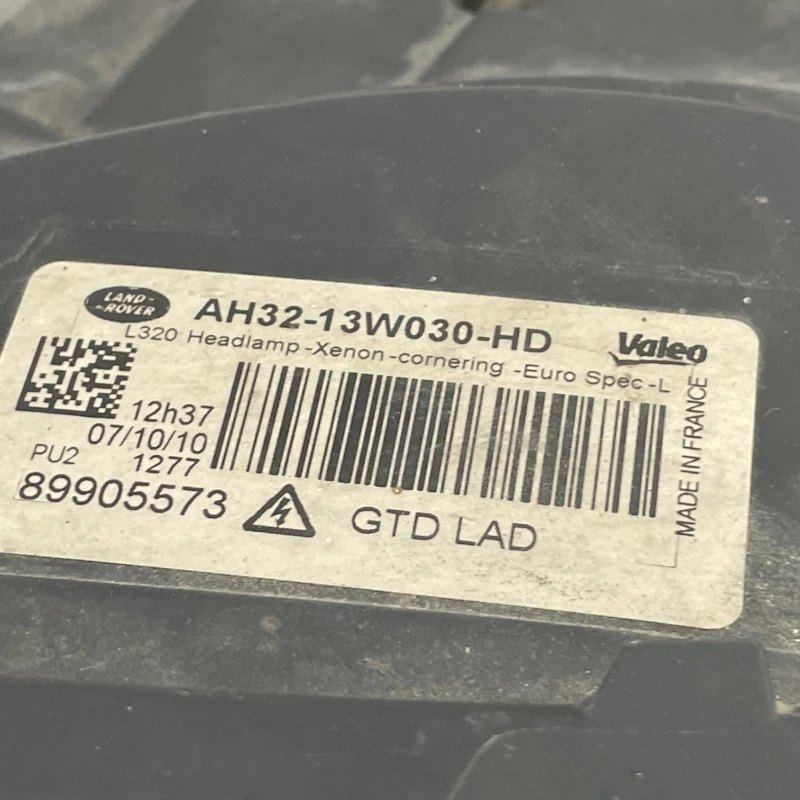 LAND-
-ROVER
AH32-13W030-HD
Valeo
L320 Headlamp-Xenon-cornering -Euro Spec-L
12h37
07/10/10
PU2
1277
89905573
GTD LAD
MADE IN FRANCE